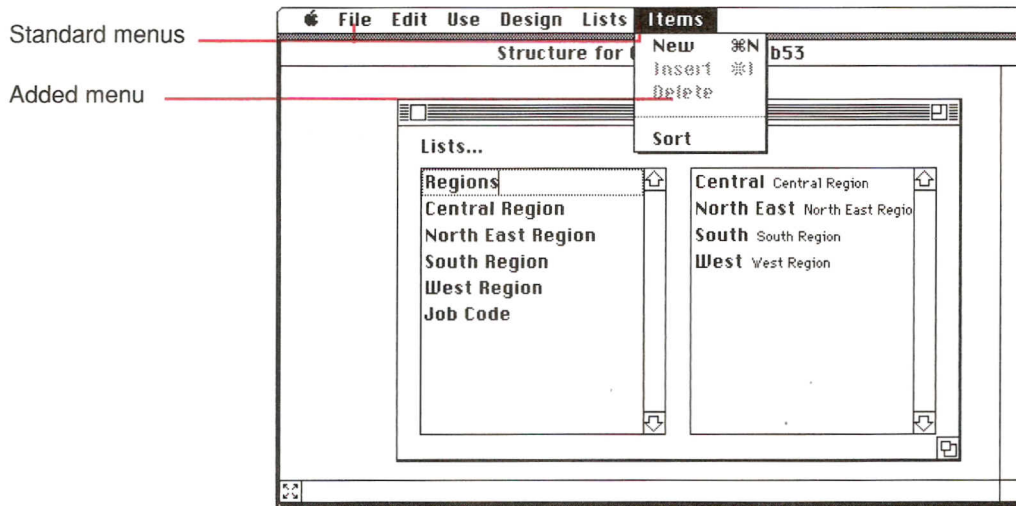 File Edit Use Design Lists Items
Standard menus
Structure for b53
New ⌘N
Insert ⌘I
Delete
Sort
Added menu
Lists...
Regions
Central Region
North East Region
South Region
West Region
Job Code
Central Central Region
North East North East Regio
South South Region
West West Region